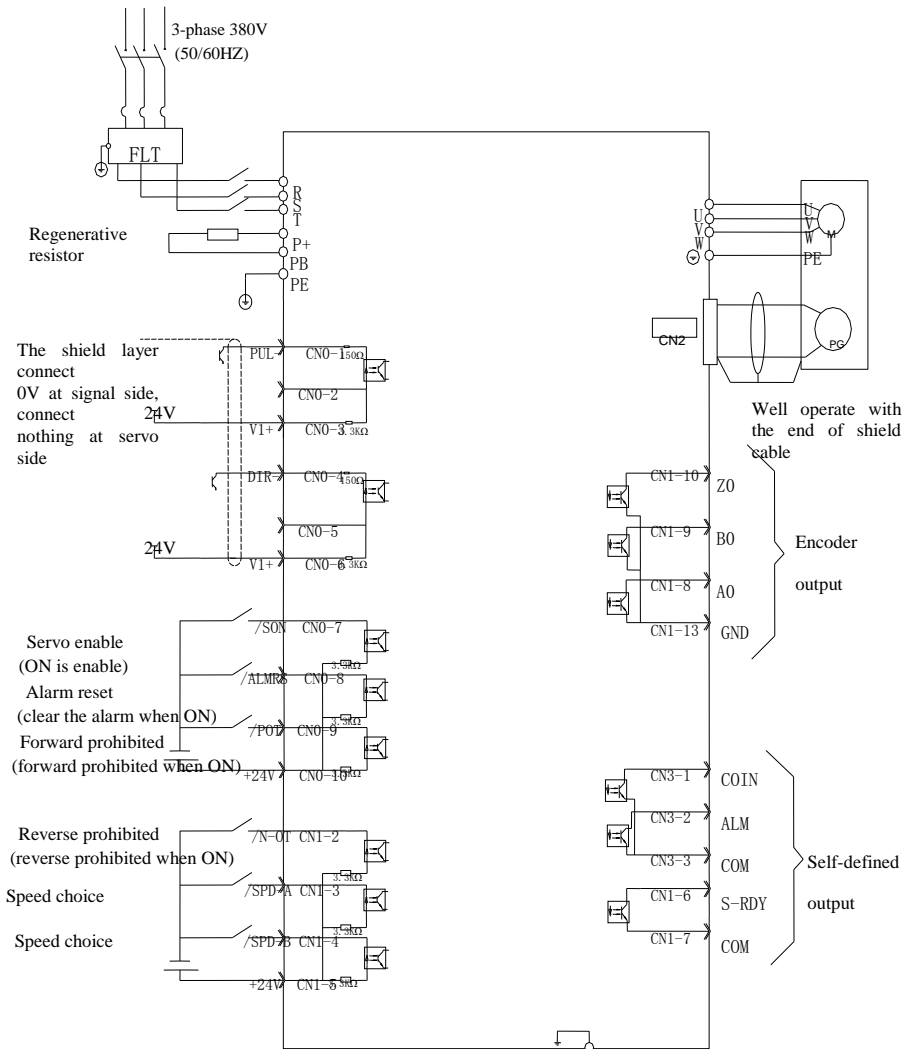 3-phase 380V
(50/60HZ)
FLT
R
S
T
P+
PB
PE
Regenerative
resistor
U
V
W
PE
U
V
W
M
CN2
PG
Well operate with
the end of shield
cable
The shield layer
connect
0V at signal side,
connect
nothing at servo
side
PUL- CN0-1 150Ω
CN0-2
24V V1+ CN0-3 3.3KΩ
DIR- CN0-4 150Ω
CN0-5
24V V1+ CN0-6 3.3KΩ
CN1-10 ZO
CN1-9 BO
CN1-8 AO
CN1-13 GND
Encoder
output
Servo enable
(ON is enable)
/SON CN0-7
3.3KΩ
Alarm reset
(clear the alarm when ON)
/ALMRS CN0-8
3.3KΩ
Forward prohibited
(forward prohibited when ON)
/POT CN0-9
+24V CN0-10 3.3KΩ
Reverse prohibited
(reverse prohibited when ON)
/N-OT CN1-2
3.3KΩ
Speed choice
/SPD-A CN1-3
3.3KΩ
Speed choice
/SPD-B CN1-4
+24V CN1-5 3.3KΩ
CN3-1 COIN
CN3-2 ALM
CN3-3 COM
CN1-6 S-RDY
CN1-7 COM
Self-defined
output